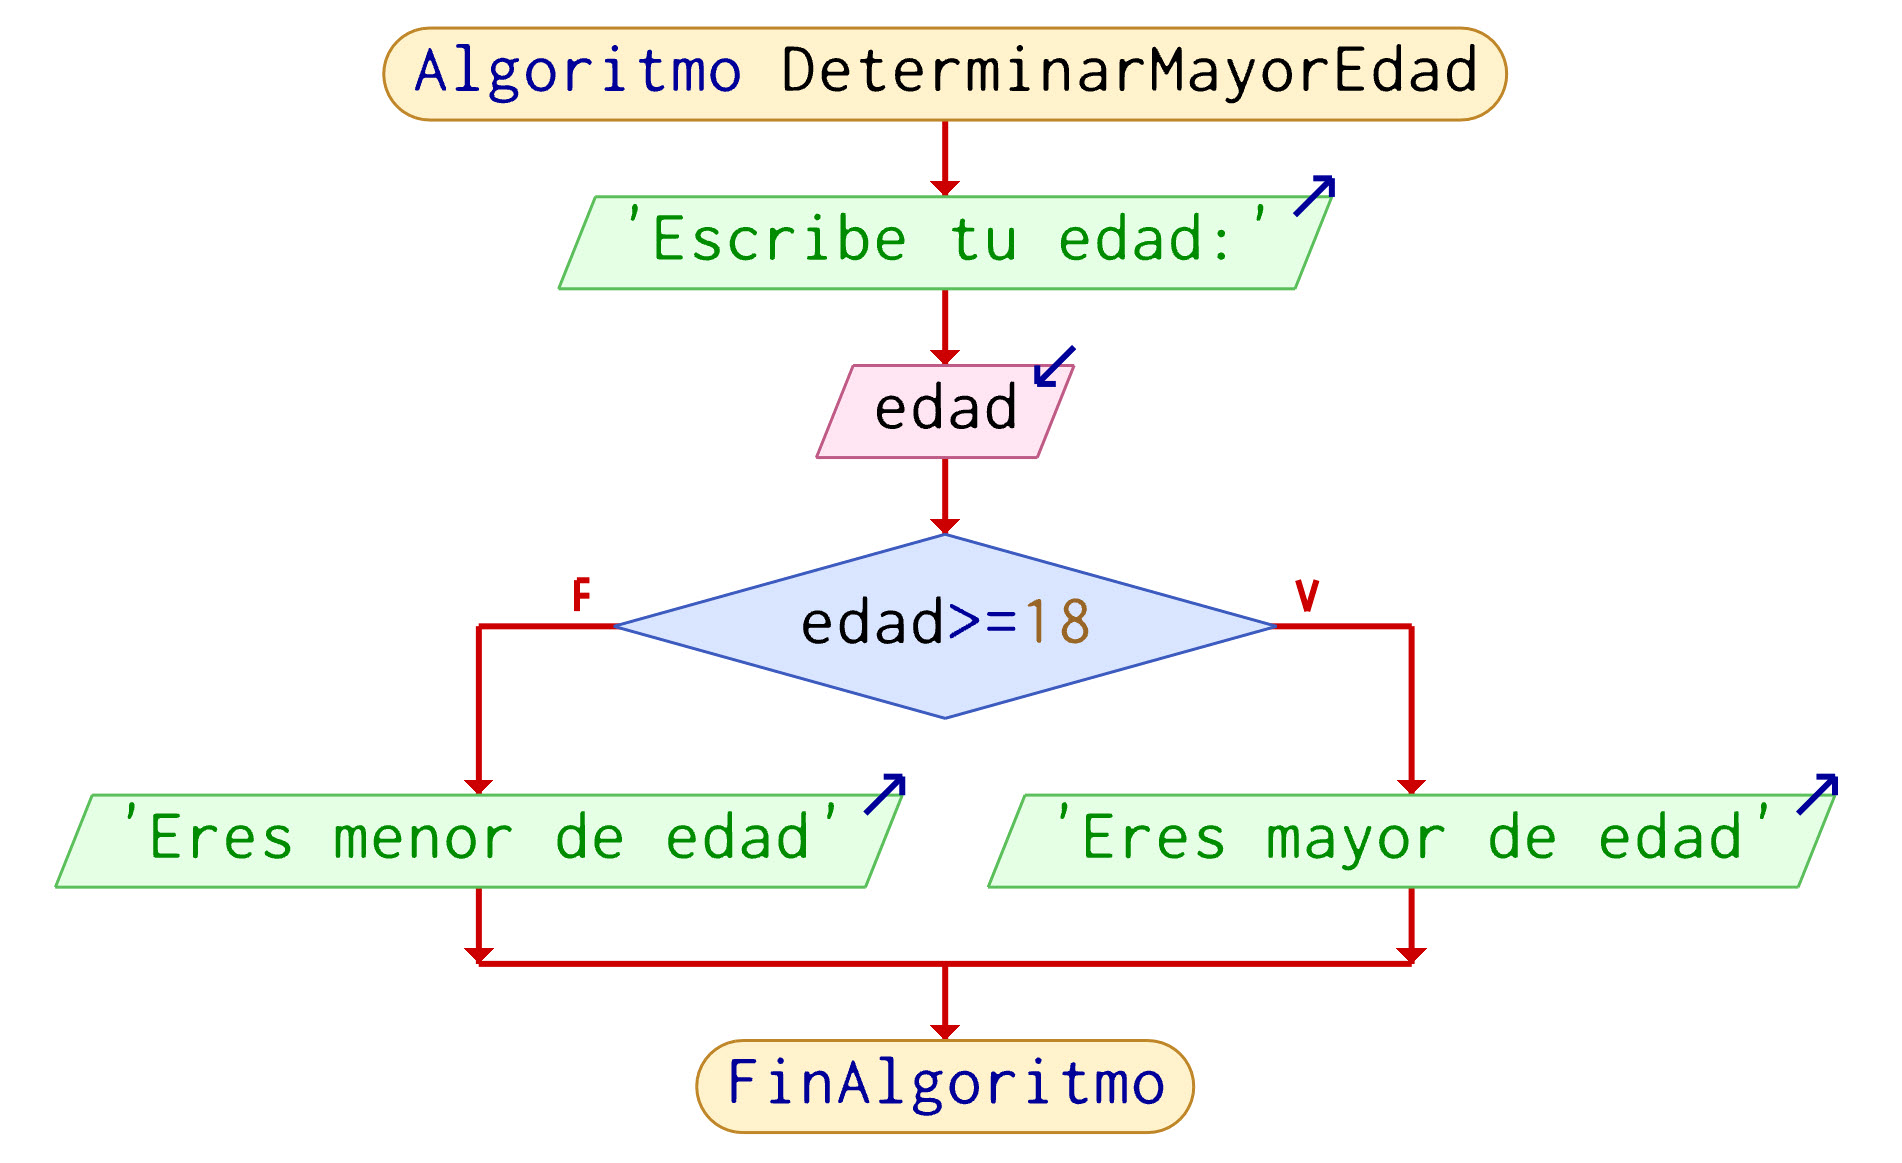 Algoritmo DeterminarMayorEdad
'Escribe tu edad:'
edad
F
V
edad>=18
'Eres menor de edad'
'Eres mayor de edad'
FinAlgoritmo